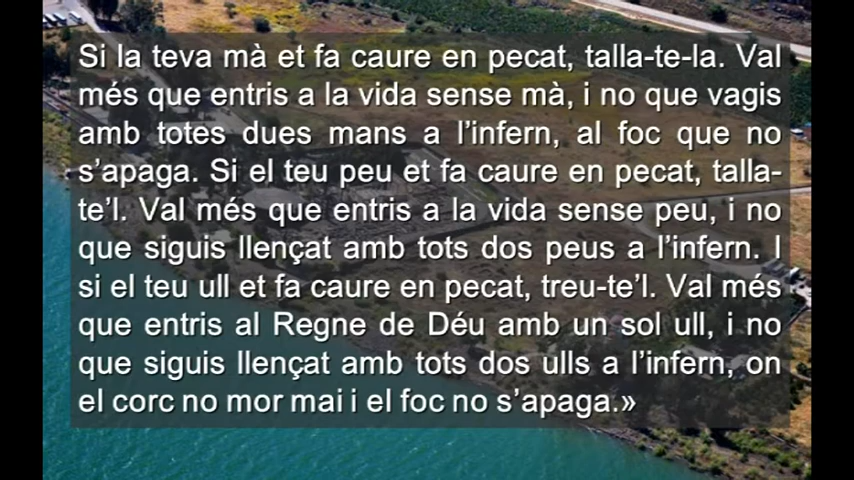 Si la teva mà et fa caure en pecat, talla-te-la. Val
més que entris a la vida sense mà, i no que vagis
amb totes dues mans a l’infern, al foc que no
s’apaga. Si el teu peu et fa caure en pecat, talla-
te’l. Val més que entris a la vida sense peu, i no
que siguis llençat amb tots dos peus a l’infern. I
si el teu ull et fa caure en pecat, treu-te’l. Val més
que entris al Regne de Déu amb un sol ull, i no
que siguis llençat amb tots dos ulls a l’infern, on
el corc no mor mai i el foc no s’apaga.»